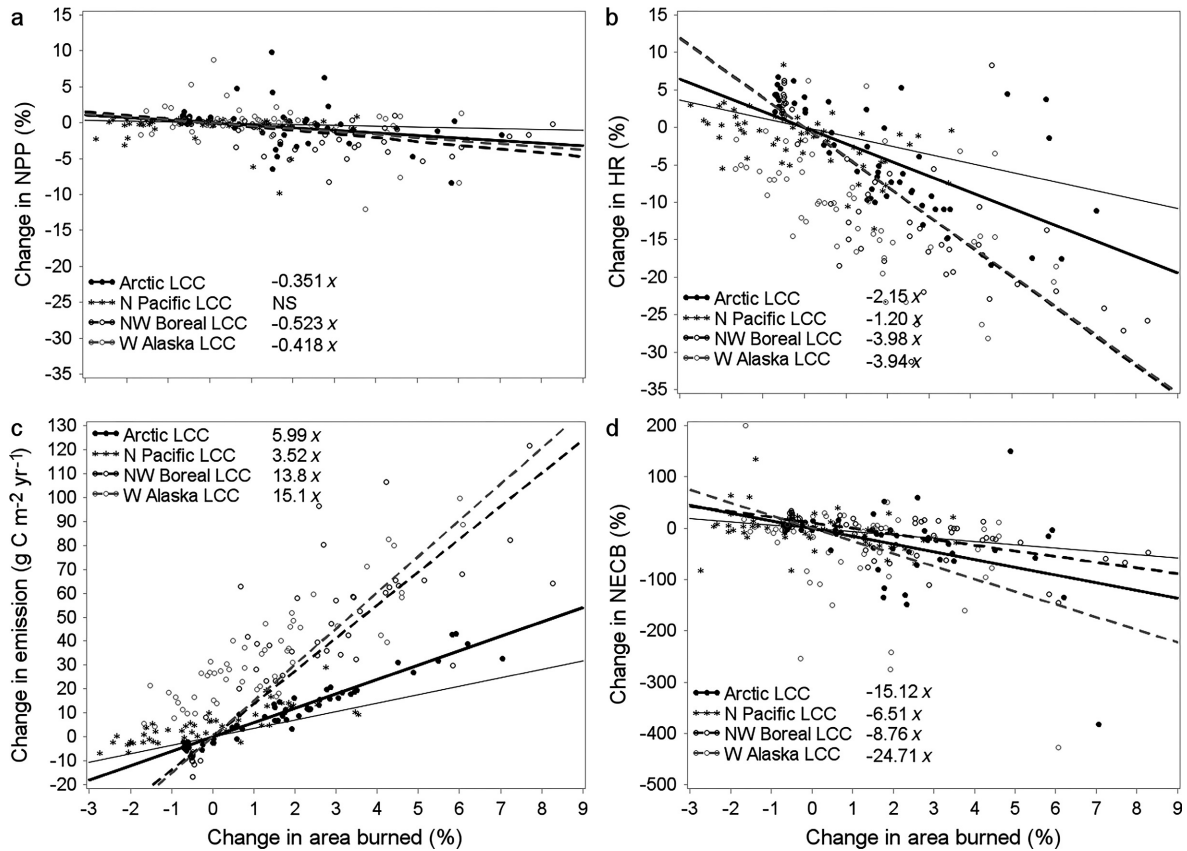 a
15
10
5
0
-5
-10
-15
-20
-25
-30
-35
Change in NPP (%)
Arctic LCC -0.351 x
N Pacific LCC NS
NW Boreal LCC -0.523 x
W Alaska LCC -0.418 x
b
15
10
5
0
-5
-10
-15
-20
-25
-30
-35
Change in HR (%)
Arctic LCC -2.15 x
N Pacific LCC -1.20 x
NW Boreal LCC -3.98 x
W Alaska LCC -3.94 x
c
130
120
110
100
90
80
70
60
50
40
30
20
10
0
-10
-20
Change in emission (g C m-2 yr-1)
Arctic LCC 5.99 x
N Pacific LCC 3.52 x
NW Boreal LCC 13.8 x
W Alaska LCC 15.1 x
-3 -2 -1 0 1 2 3 4 5 6 7 8 9
Change in area burned (%)
d
200
100
0
-100
-200
-300
-400
-500
Change in NECB (%)
Arctic LCC -15.12 x
N Pacific LCC -6.51 x
NW Boreal LCC -8.76 x
W Alaska LCC -24.71 x
-3 -2 -1 0 1 2 3 4 5 6 7 8 9
Change in area burned (%)